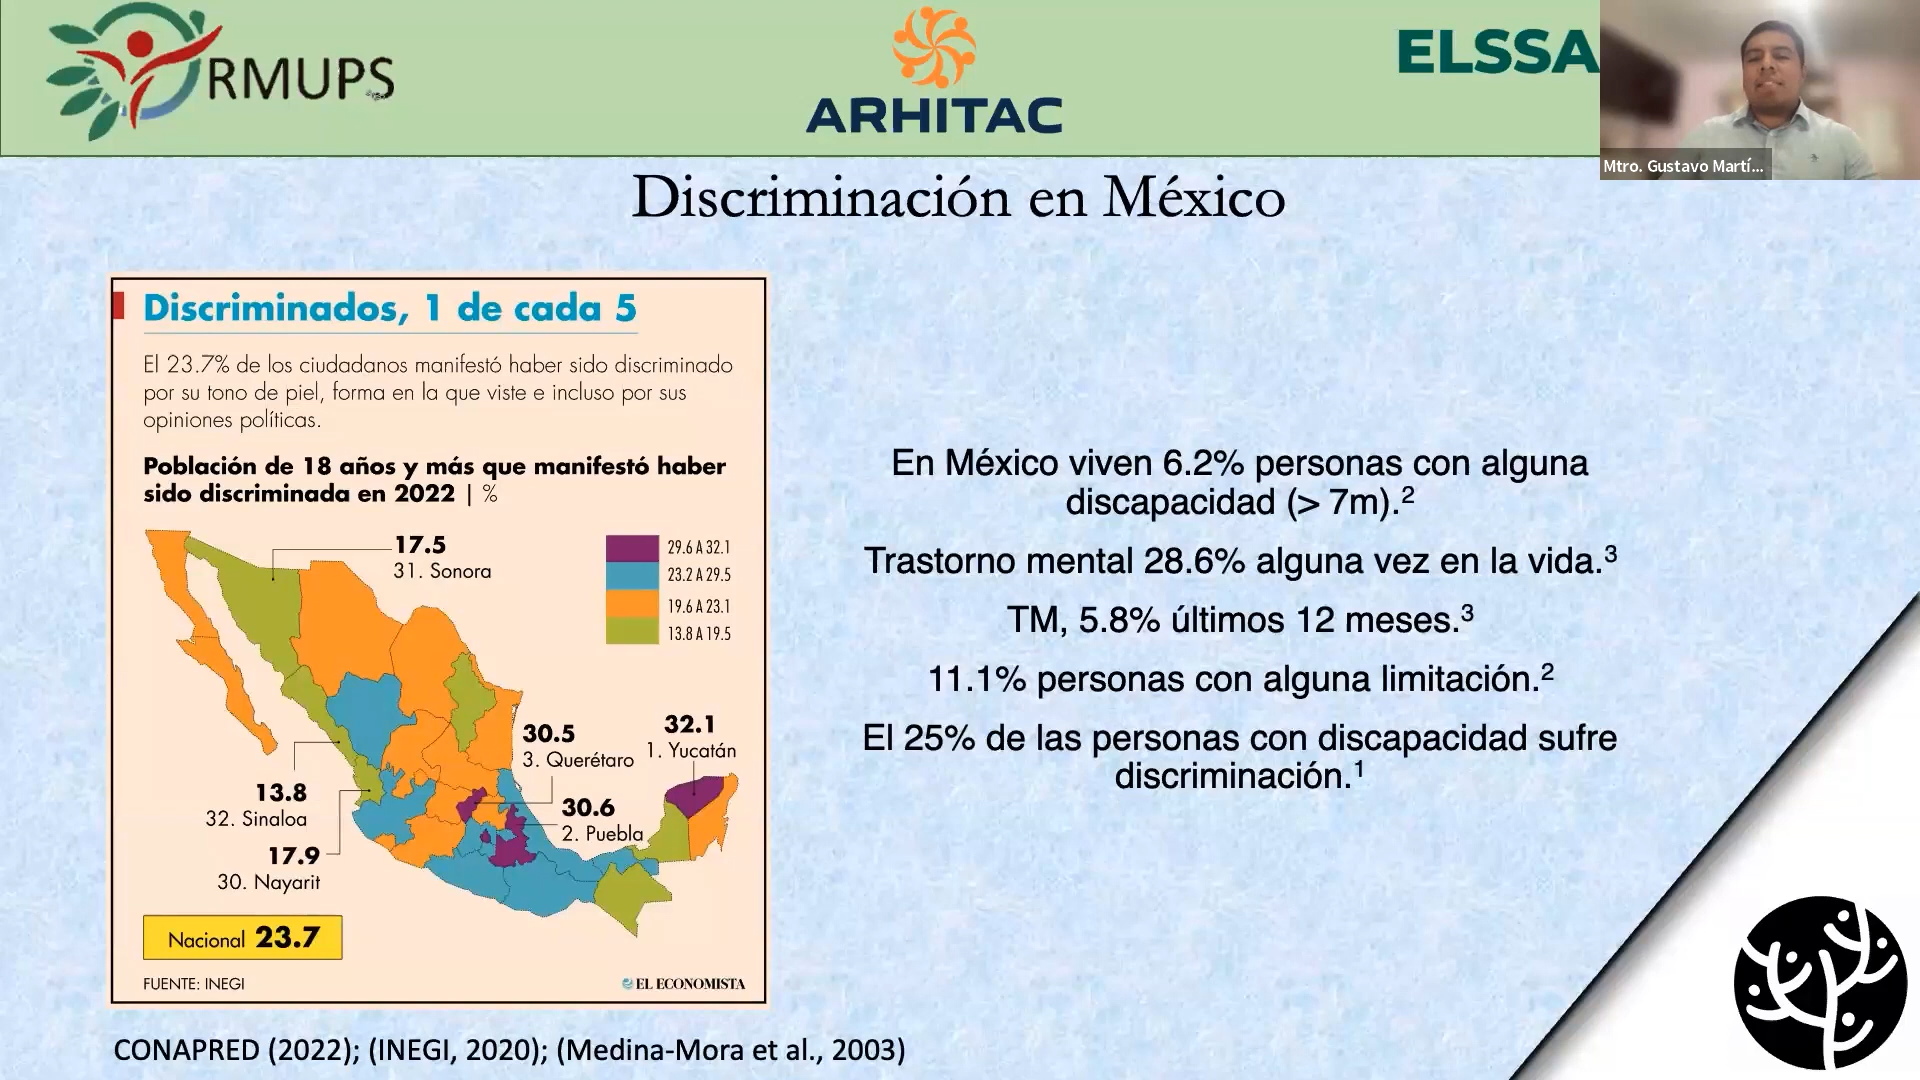 RMUPS
ARHITAC
ELSSA
Mtro. Gustavo Martí...
Discriminación en México
Discriminados, 1 de cada 5
El 23.7% de los ciudadanos manifestó haber sido discriminado
por su tono de piel, forma en la que viste e incluso por sus
opiniones políticas.
Población de 18 años y más que manifestó haber
sido discriminada en 2022 | %
17.5
31. Sonora
29.6 A 32.1
23.2 A 29.5
19.6 A 23.1
13.8 A 19.5
30.5
3. Querétaro
32.1
1. Yucatán
13.8
32. Sinaloa
30.6
2. Puebla
17.9
30. Nayarit
Nacional 23.7
FUENTE: INEGI
EL ECONOMISTA
En México viven 6.2% personas con alguna
discapacidad (> 7m).²
Trastorno mental 28.6% alguna vez en la vida.³
TM, 5.8% últimos 12 meses.³
11.1% personas con alguna limitación.²
El 25% de las personas con discapacidad sufre
discriminación.¹
CONAPRED (2022); (INEGI, 2020); (Medina-Mora et al., 2003)